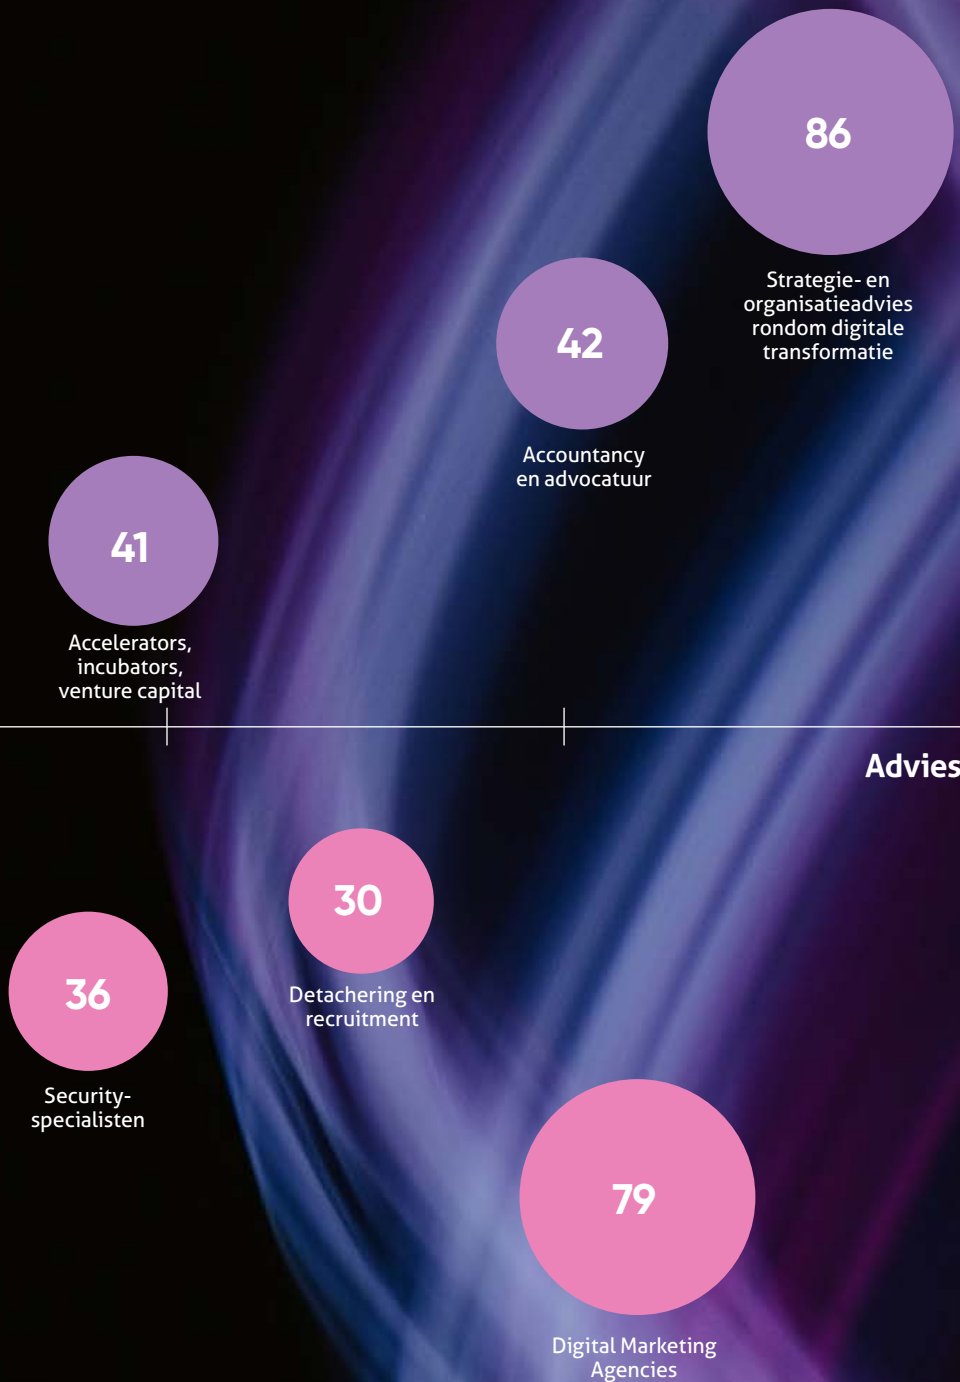 86
Strategie- en
organisatieadvies
rondom digitale
transformatie
42
Accountancy
en advocatuur
41
Accelerators,
incubators,
venture capital
Advies
30
Detachering en
recruitment
36
Security-
specialisten
79
Digital Marketing
Agencies